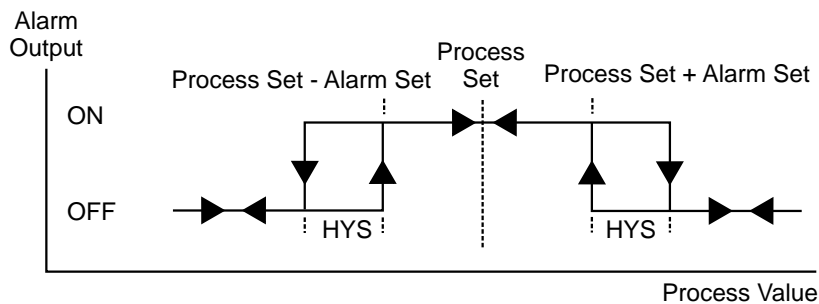 Alarm
Output
Process
Set
Process Set - Alarm Set
Process Set + Alarm Set
ON
OFF
HYS
HYS
Process Value